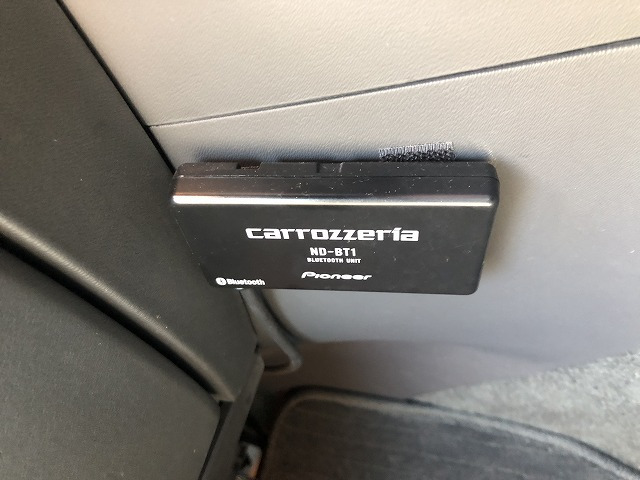 carrozzeria
ND-BT1
BLUETOOTH UNIT
Pioneer
Bluetooth